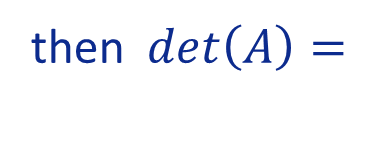 then det(A) =